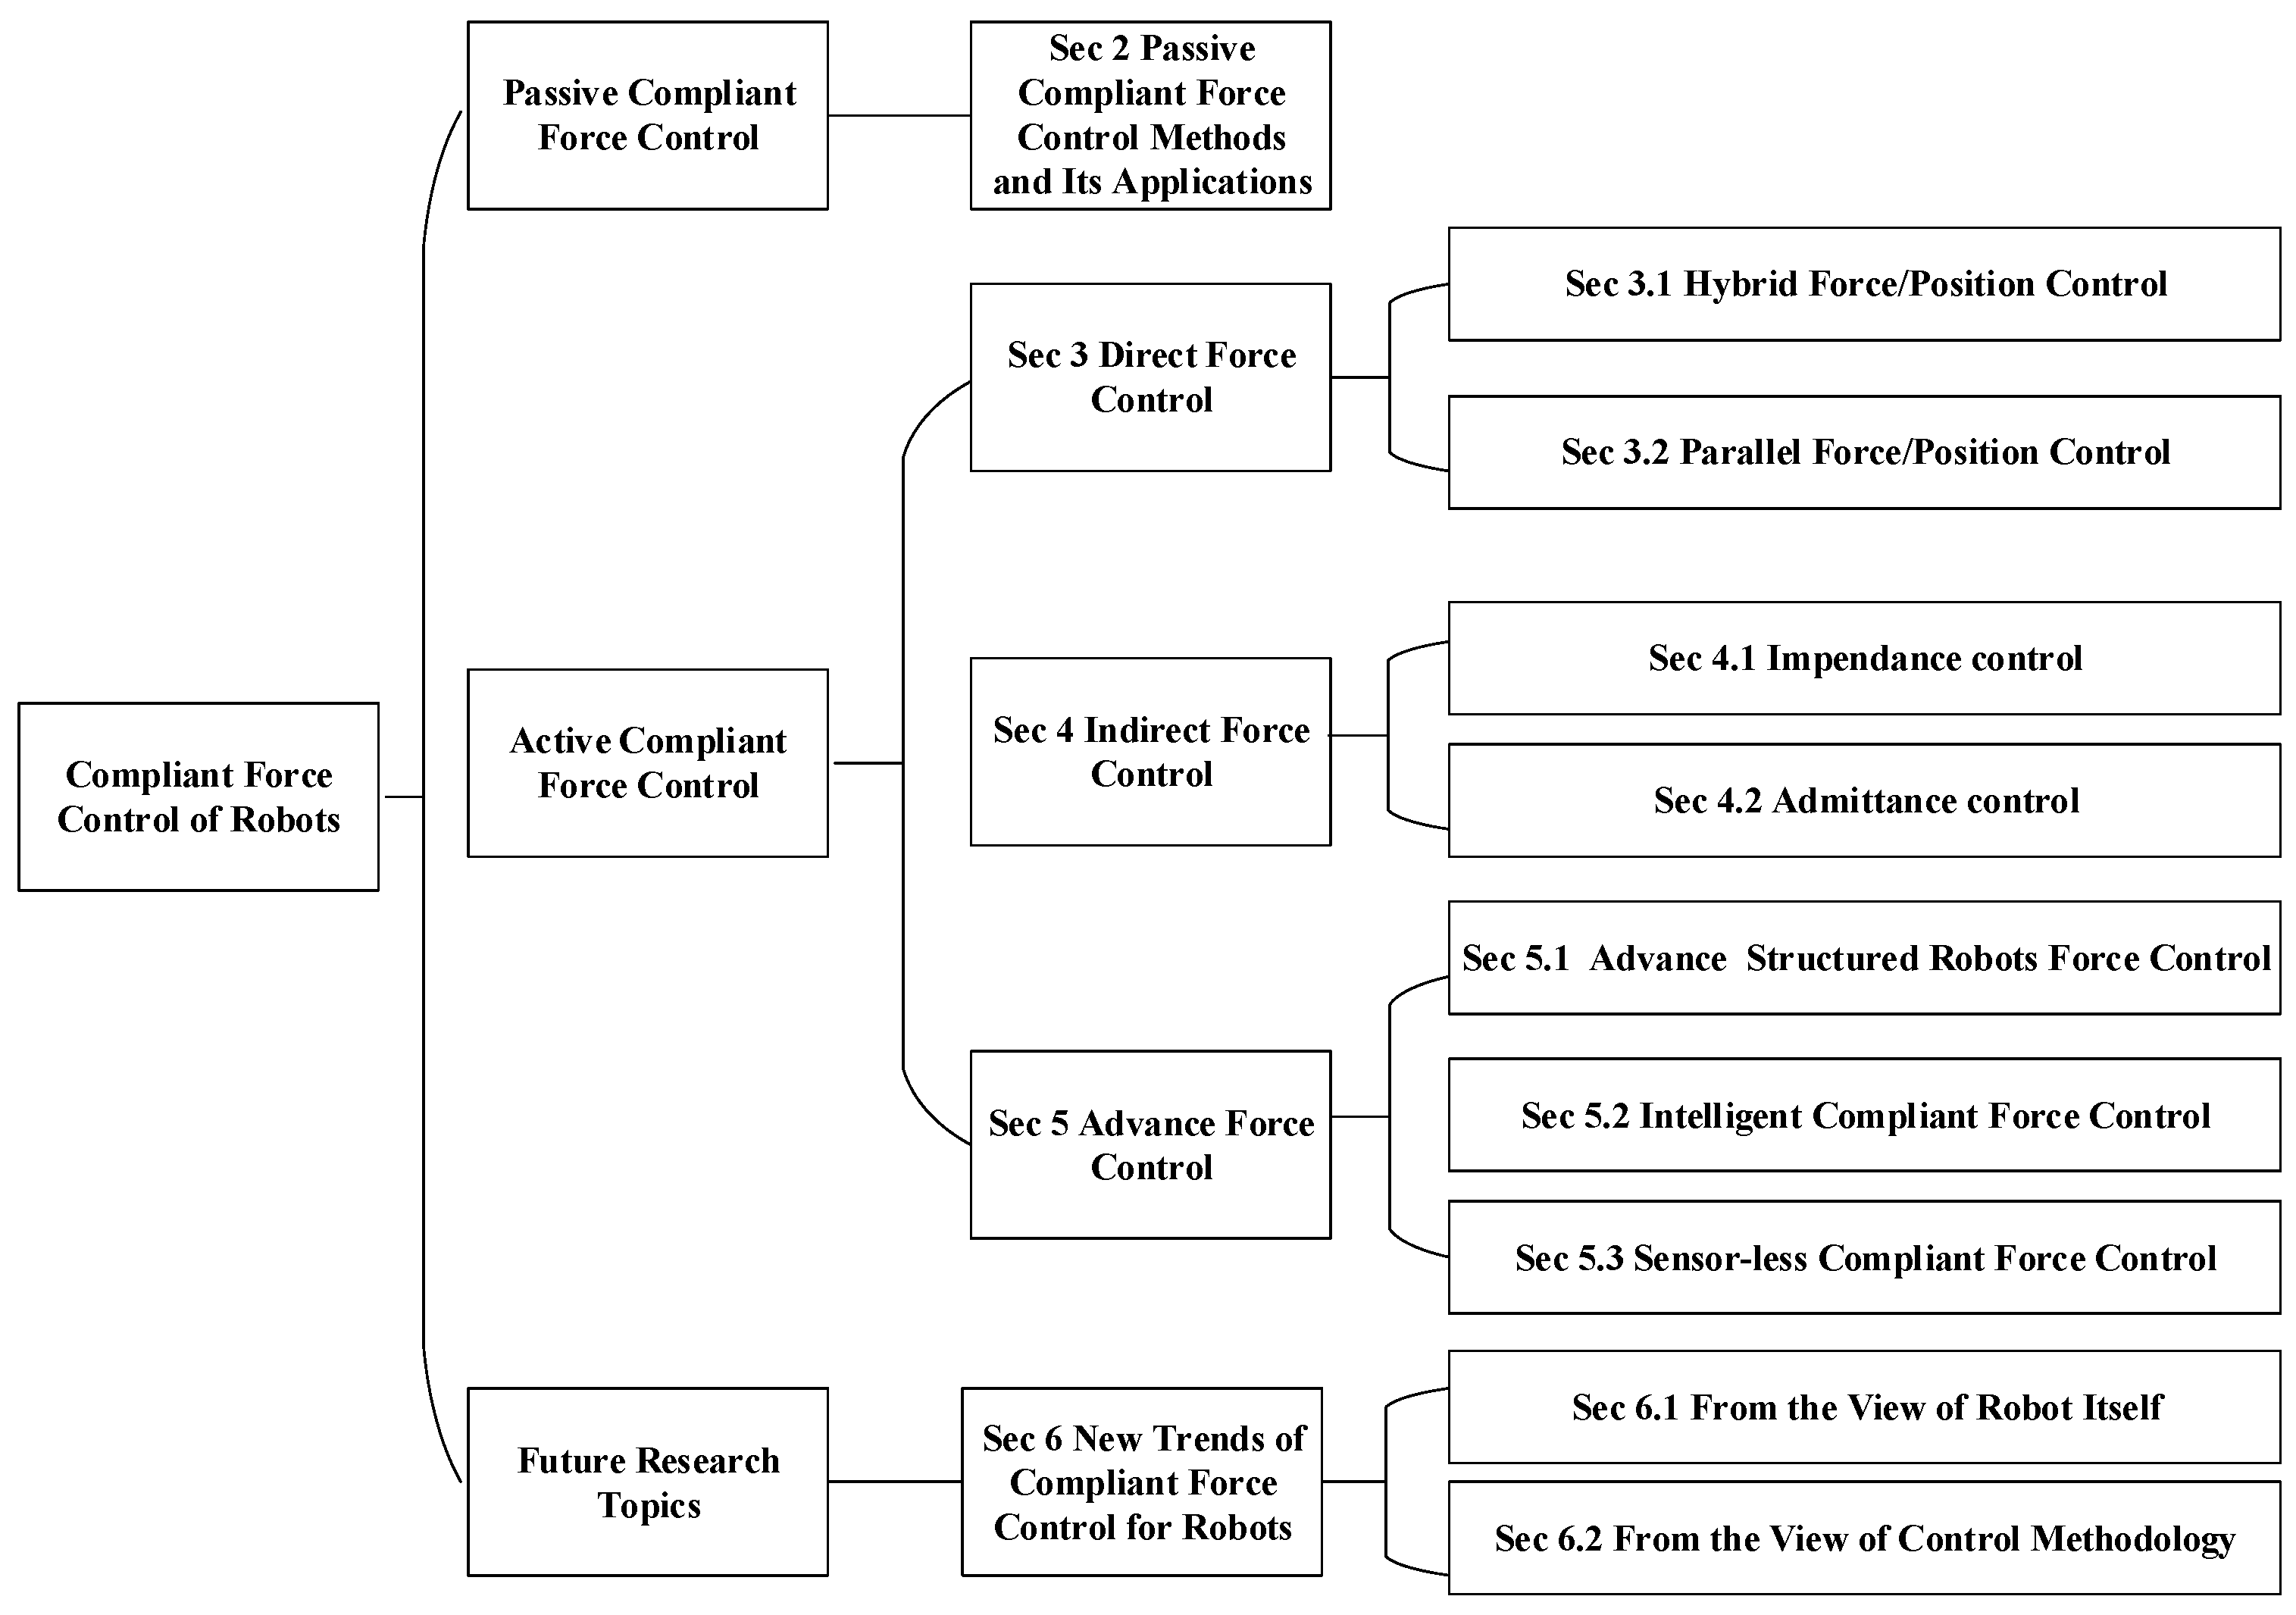 Compliant Force
Control of Robots
Passive Compliant
Force Control
Sec 2 Passive
Compliant Force
Control Methods
and Its Applications
Active Compliant
Force Control
Sec 3 Direct Force
Control
Sec 3.1 Hybrid Force/Position Control
Sec 3.2 Parallel Force/Position Control
Sec 4 Indirect Force
Control
Sec 4.1 Impendance control
Sec 4.2 Admittance control
Sec 5 Advance Force
Control
Sec 5.1 Advance Structured Robots Force Control
Sec 5.2 Intelligent Compliant Force Control
Sec 5.3 Sensor-less Compliant Force Control
Future Research
Topics
Sec 6 New Trends of
Compliant Force
Control for Robots
Sec 6.1 From the View of Robot Itself
Sec 6.2 From the View of Control Methodology